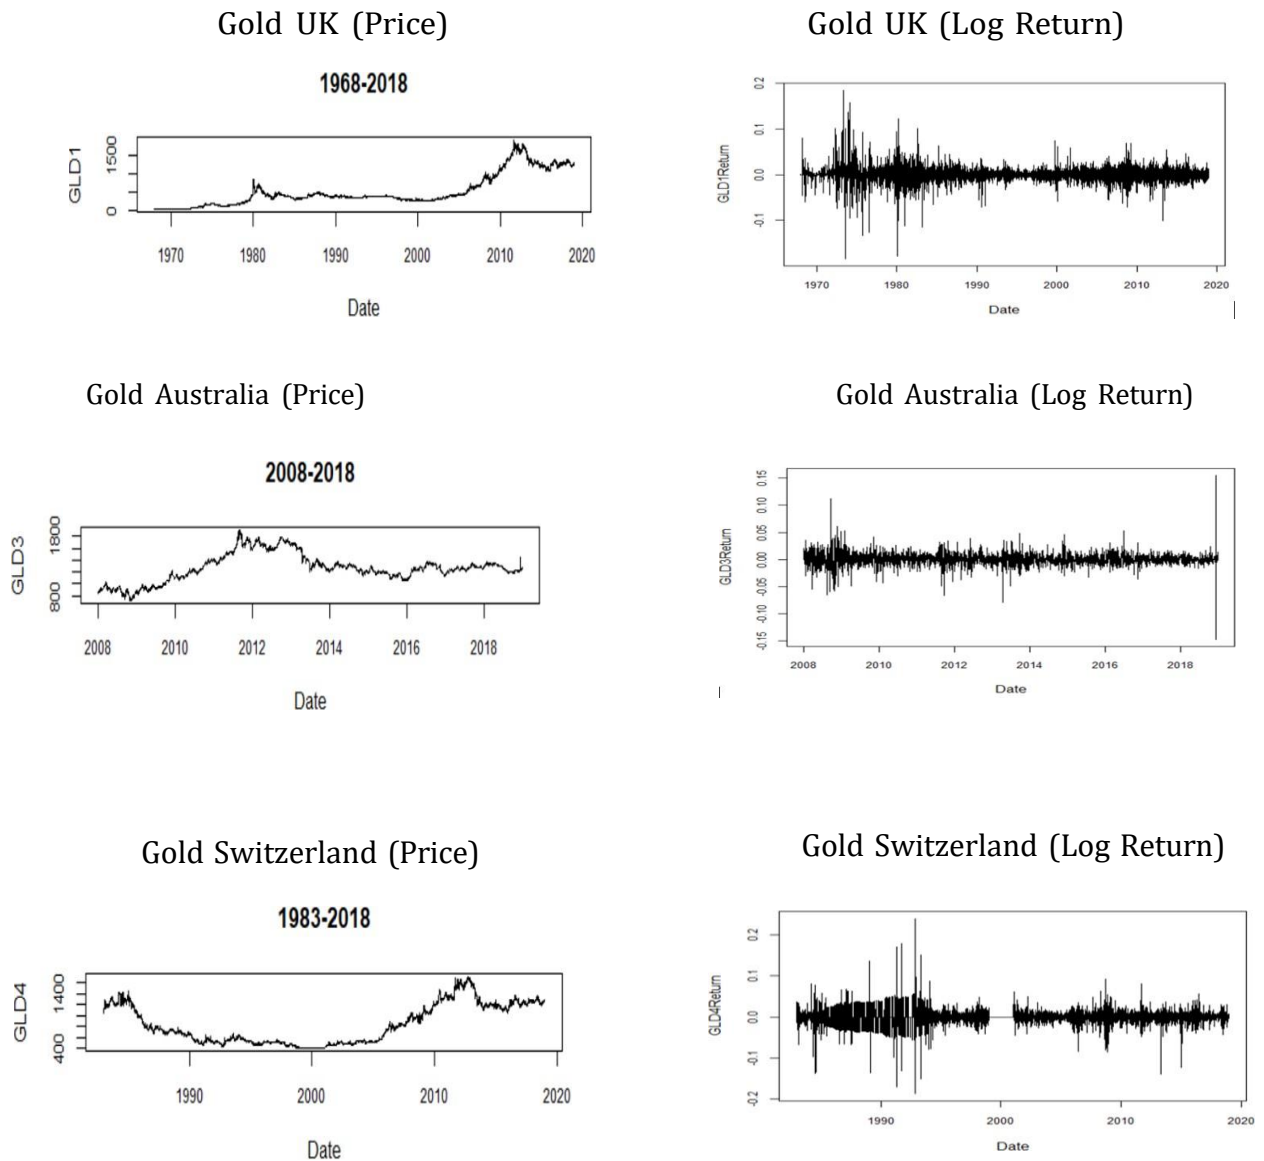 Gold UK (Price)
Gold UK (Log Return)
1968-2018
GLD1
1500
0
1970 1980 1990 2000 2010 2020
Date
GLD1Return
0.2
0.1
0.0
-0.1
1970 1980 1990 2000 2010 2020
Date
Gold Australia (Price)
Gold Australia (Log Return)
2008-2018
GLD3
1800
800
2008 2010 2012 2014 2016 2018
Date
GLD3Return
0.15
0.10
0.05
0.00
-0.05
-0.10
-0.15
2008 2010 2012 2014 2016 2018
Date
Gold Switzerland (Price)
Gold Switzerland (Log Return)
1983-2018
GLD4
1400
400
1990 2000 2010 2020
Date
GLD4Return
0.2
0.1
0.0
-0.1
-0.2
1990 2000 2010 2020
Date